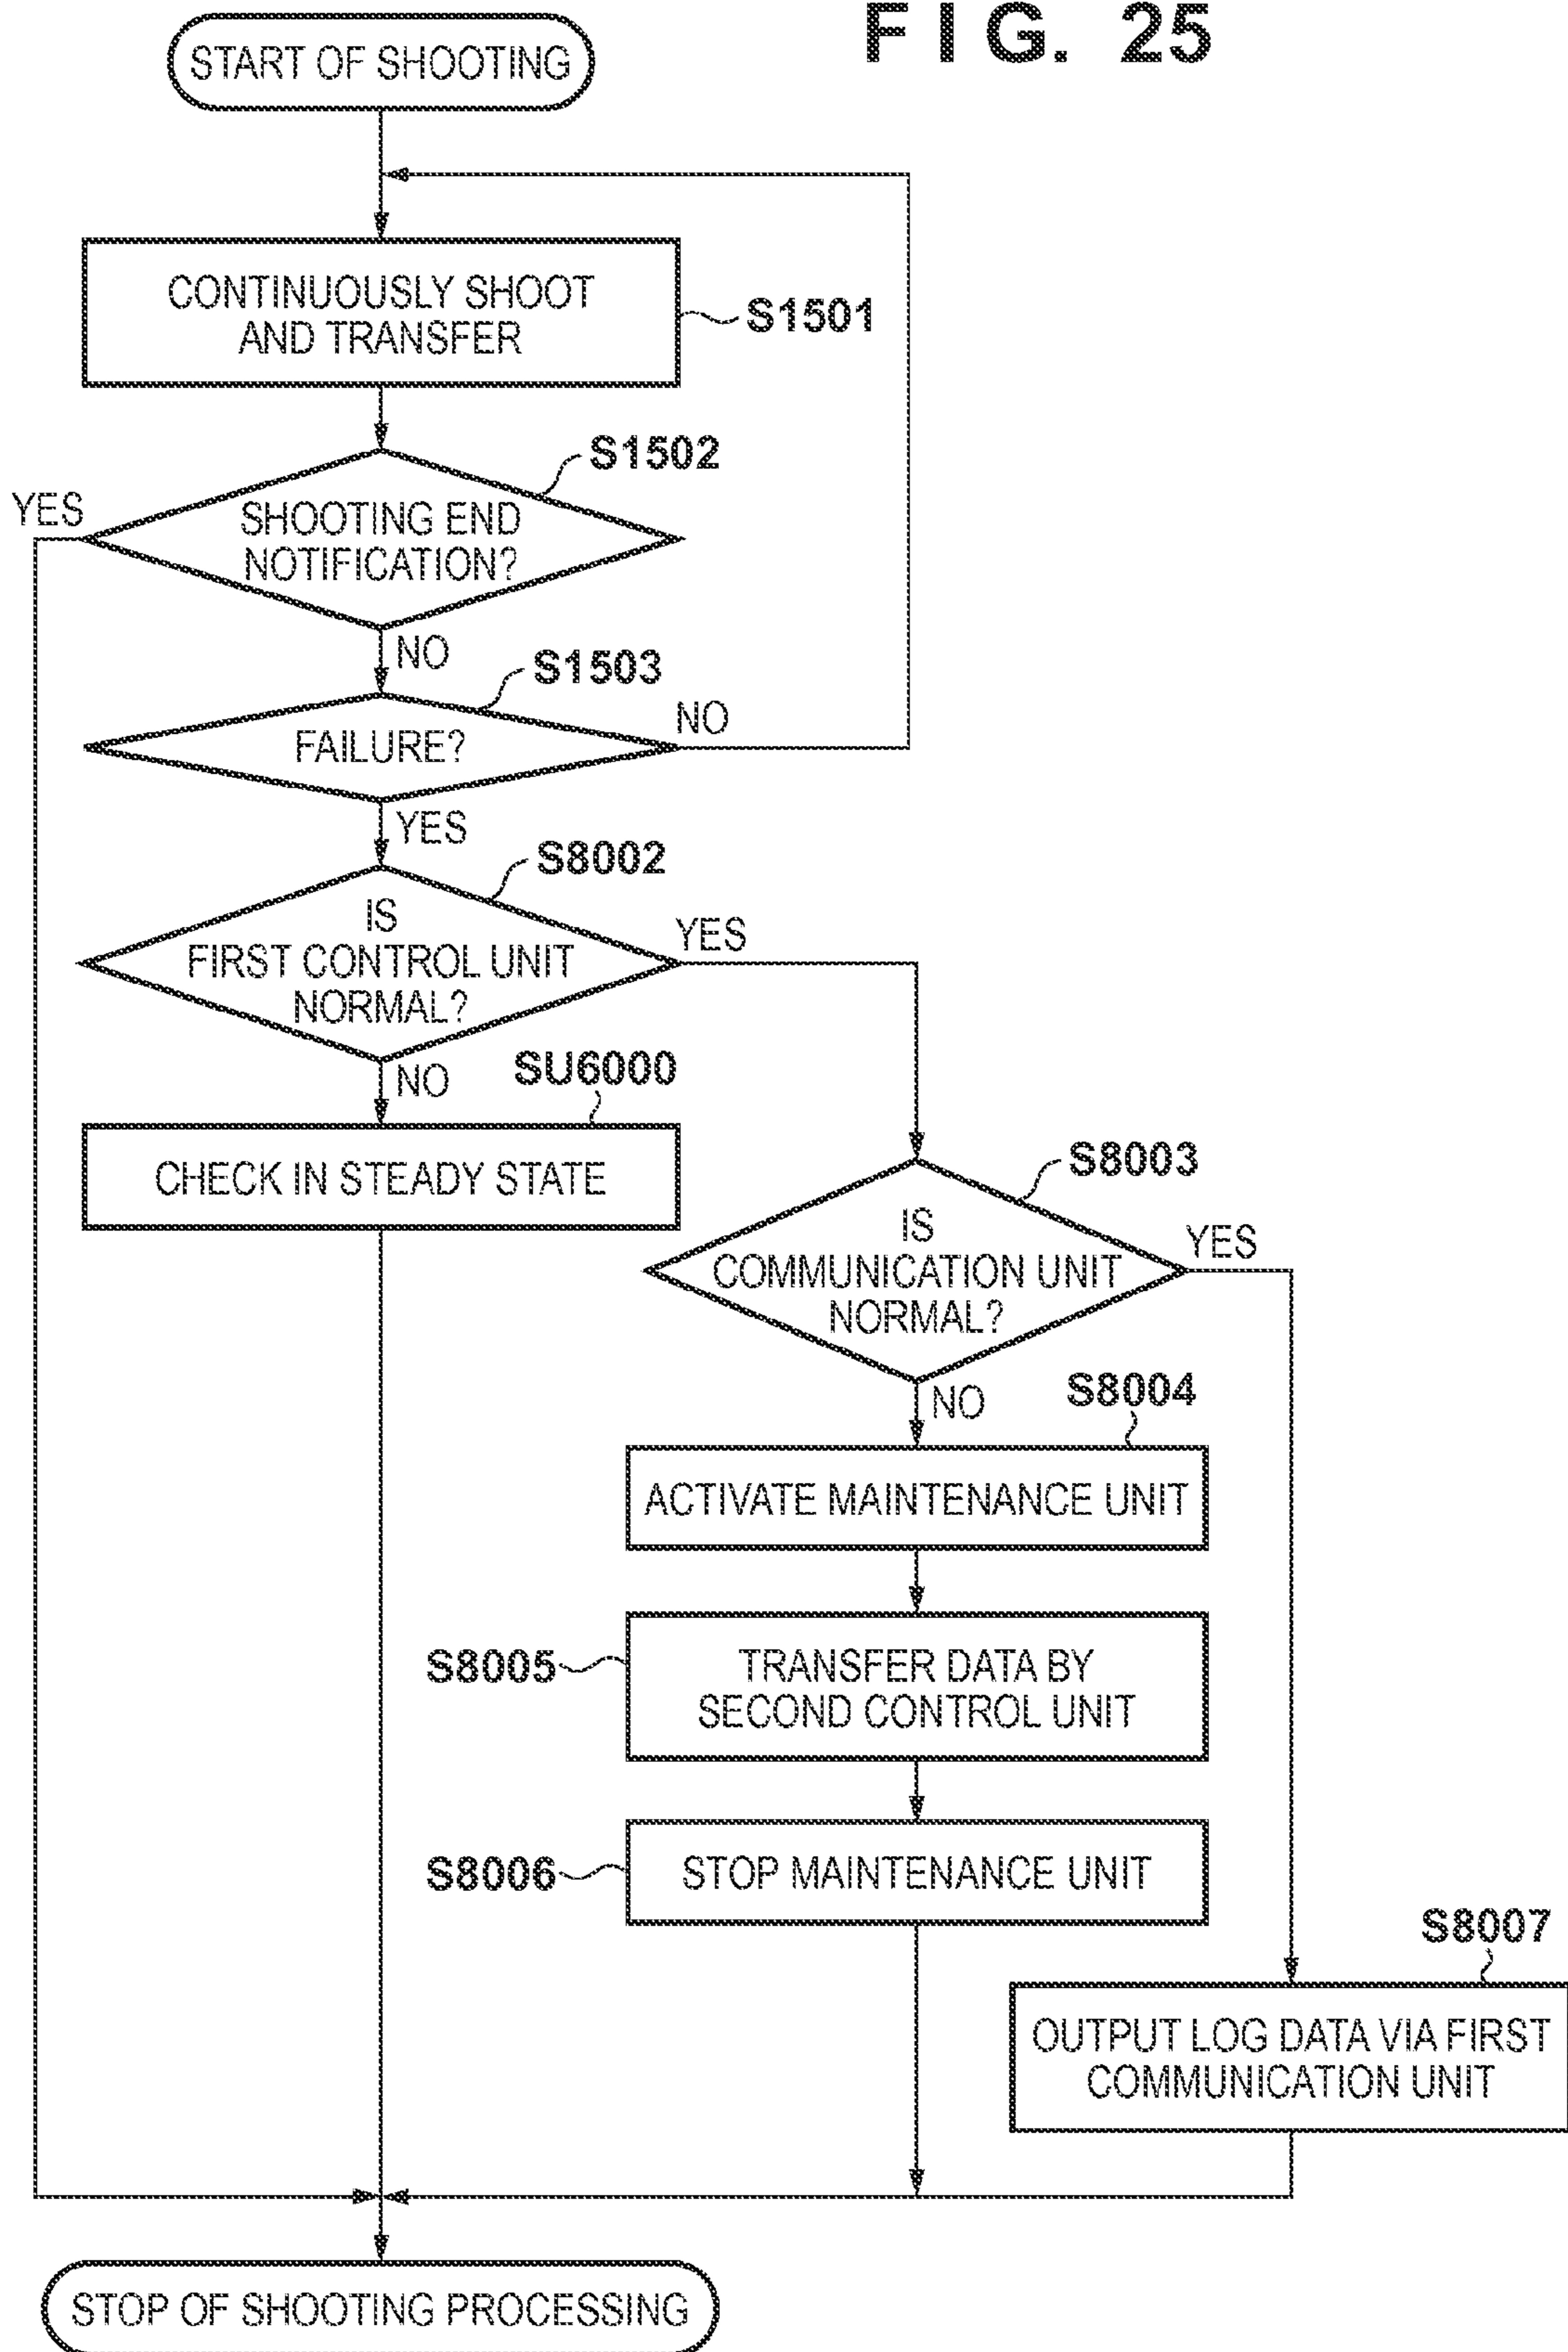 FIG. 25
START OF SHOOTING
CONTINUOUSLY SHOOT
AND TRANSFER
S1501
S1502
YES
SHOOTING END
NOTIFICATION?
NO
S1503
NO
FAILURE?
YES
S8002
IS
FIRST CONTROL UNIT
NORMAL?
YES
NO
SU6000
CHECK IN STEADY STATE
S8003
IS
COMMUNICATION UNIT
NORMAL?
YES
NO
S8004
ACTIVATE MAINTENANCE UNIT
S8005
TRANSFER DATA BY
SECOND CONTROL UNIT
S8006
STOP MAINTENANCE UNIT
S8007
OUTPUT LOG DATA VIA FIRST
COMMUNICATION UNIT
STOP OF SHOOTING PROCESSING